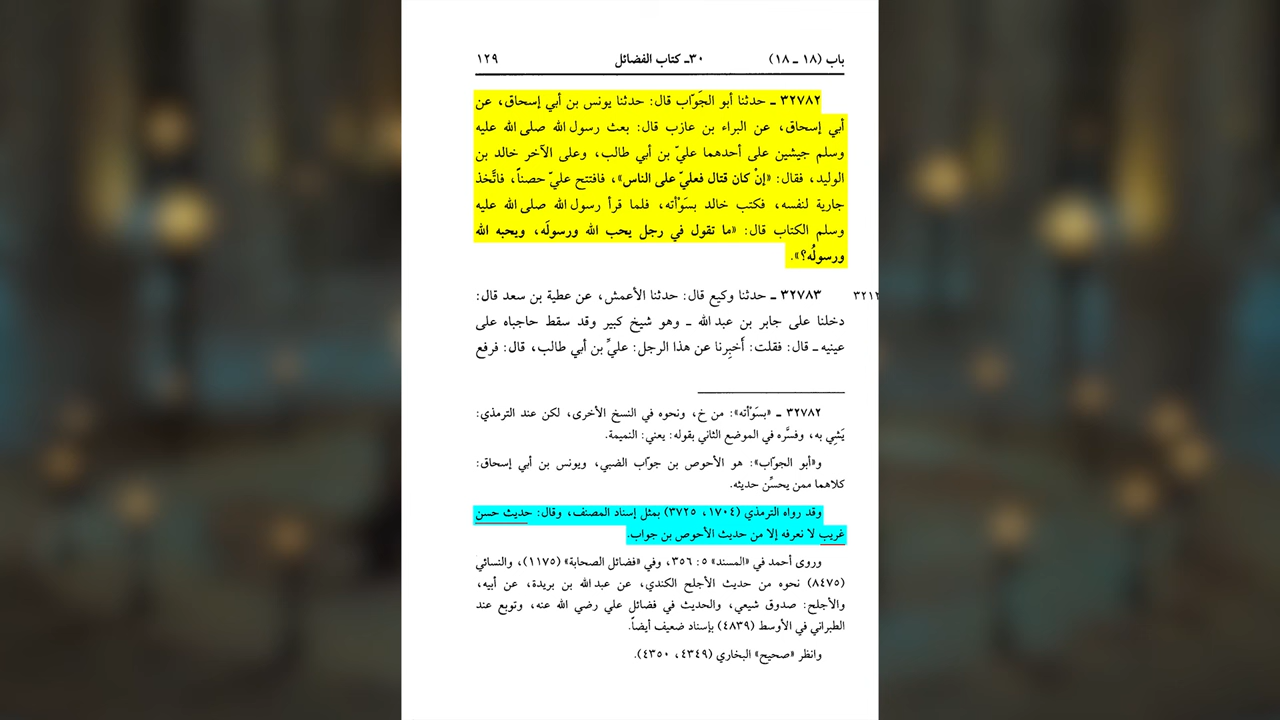 باب (١٨ ـ ١٨) ٣٠ـ كتاب الفضائل ١٢٩
٣٢٧٨٢ ـ حدثنا أبو الجَوّاب قال: حدثنا يونس بن أبي إسحاق، عن
أبي إسحاق، عن البراء بن عازب قال: بعث رسول الله صلى الله عليه
وسلم جيشين على أحدهما عليّ بن أبي طالب، وعلى الآخر خالد بن
الوليد، فقال: «إنْ كان قتال فعليّ على الناس»، فافتتح عليّ حصناً، فاتَّخذ
جارية لنفسه، فكتب خالد بسَوْأته، فلما قرأ رسول الله صلى الله عليه
وسلم الكتاب قال: «ما تقول في رجل يحب الله ورسولَه، ويحبه الله
ورسولُه؟».
٣٢٧٨٣ ـ حدثنا وكيع قال: حدثنا الأعمش، عن عطية بن سعد قال: ٣٢١٢
دخلنا على جابر بن عبد الله ـ وهو شيخ كبير وقد سقط حاجباه على
عينيه ـ قال: فقلت: أخبِرنا عن هذا الرجل: عليِّ بن أبي طالب، قال: فرفع
٣٢٧٨٢ ـ «بسَوْأته»: من خ، ونحوه في النسخ الأخرى، لكن عند الترمذي:
يَشِي به، وفسَّره في الموضع الثاني بقوله: يعني: النميمة.
و«أبو الجوّاب»: هو الأحوص بن جوّاب الضبي، ويونس بن أبي إسحاق:
كلاهما ممن يحسِّن حديثه.
وقد رواه الترمذي (١٧٠٤، ٣٧٢٥) بمثل إسناد المصنف، وقال: حديث حسن
غريب لا نعرفه إلا من حديث الأحوص بن جواب.
وروى أحمد في «المسند» ٥: ٣٥٦، وفي «فضائل الصحابة» (١١٧٥)، والنسائي
(٨٤٧٥) نحوه من حديث الأجلح الكندي، عن عبد الله بن بريدة، عن أبيه،
والأجلح: صدوق شيعي، والحديث في فضائل علي رضي الله عنه، وتوبع عند
الطبراني في الأوسط (٤٨٣٩) بإسناد ضعيف أيضاً.
وانظر «صحيح» البخاري (٤٣٤٩، ٤٣٥٠).